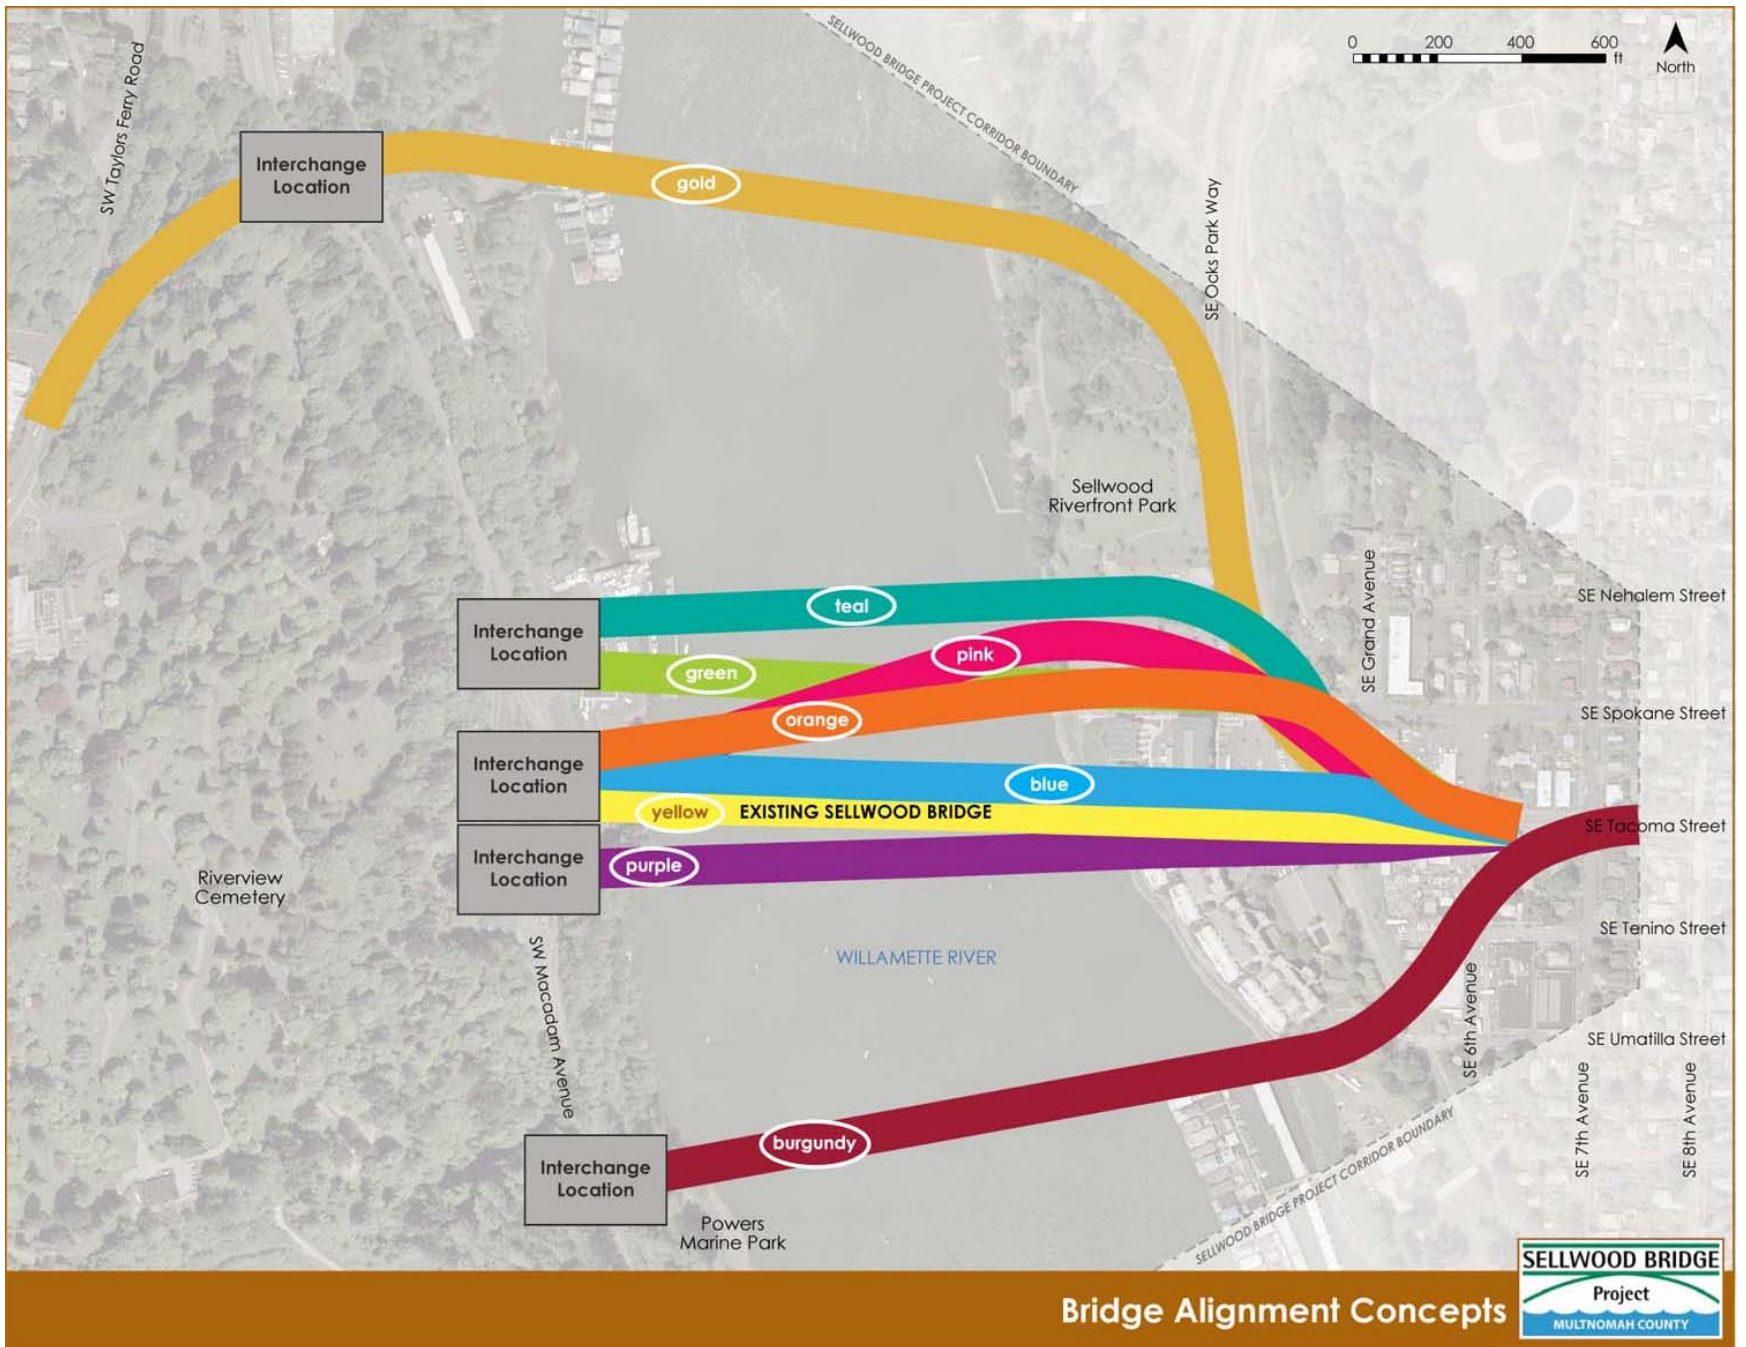 SELLWOOD BRIDGE PROJECT CORRIDOR BOUNDARY
0 200 400 600
ft
North
SW Taylors Ferry Road
Interchange
Location
gold
SE Ocks Park Way
Sellwood
Riverfront Park
SE Grand Avenue
SE Nehalem Street
teal
Interchange
Location
pink
green
SE Spokane Street
orange
Interchange
Location
blue
yellow
EXISTING SELLWOOD BRIDGE
SE Tacoma Street
Interchange
Location
purple
Riverview
Cemetery
SE Tenino Street
WILLAMETTE RIVER
SW Macadam Avenue
SE 6th Avenue
SE Umatilla Street
SE 7th Avenue
SE 8th Avenue
burgundy
Interchange
Location
SELLWOOD BRIDGE PROJECT CORRIDOR BOUNDARY
Powers
Marine Park
Bridge Alignment Concepts
SELLWOOD BRIDGE
Project
MULTNOMAH COUNTY